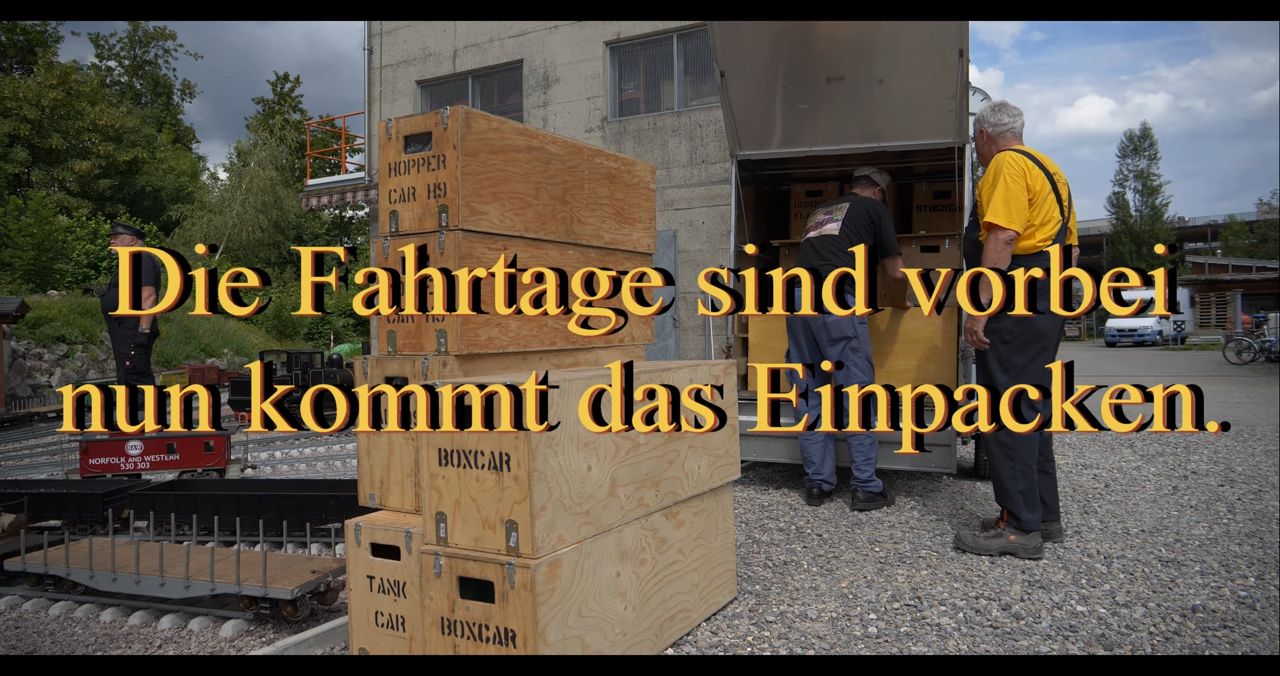 HOPPER
CAR H9
Die Fahrtage sind vorbei
nun kommt das Einpacken.
NORFOLK AND WESTERN
530 303
BOXCAR
TANK
CAR
BOXCAR